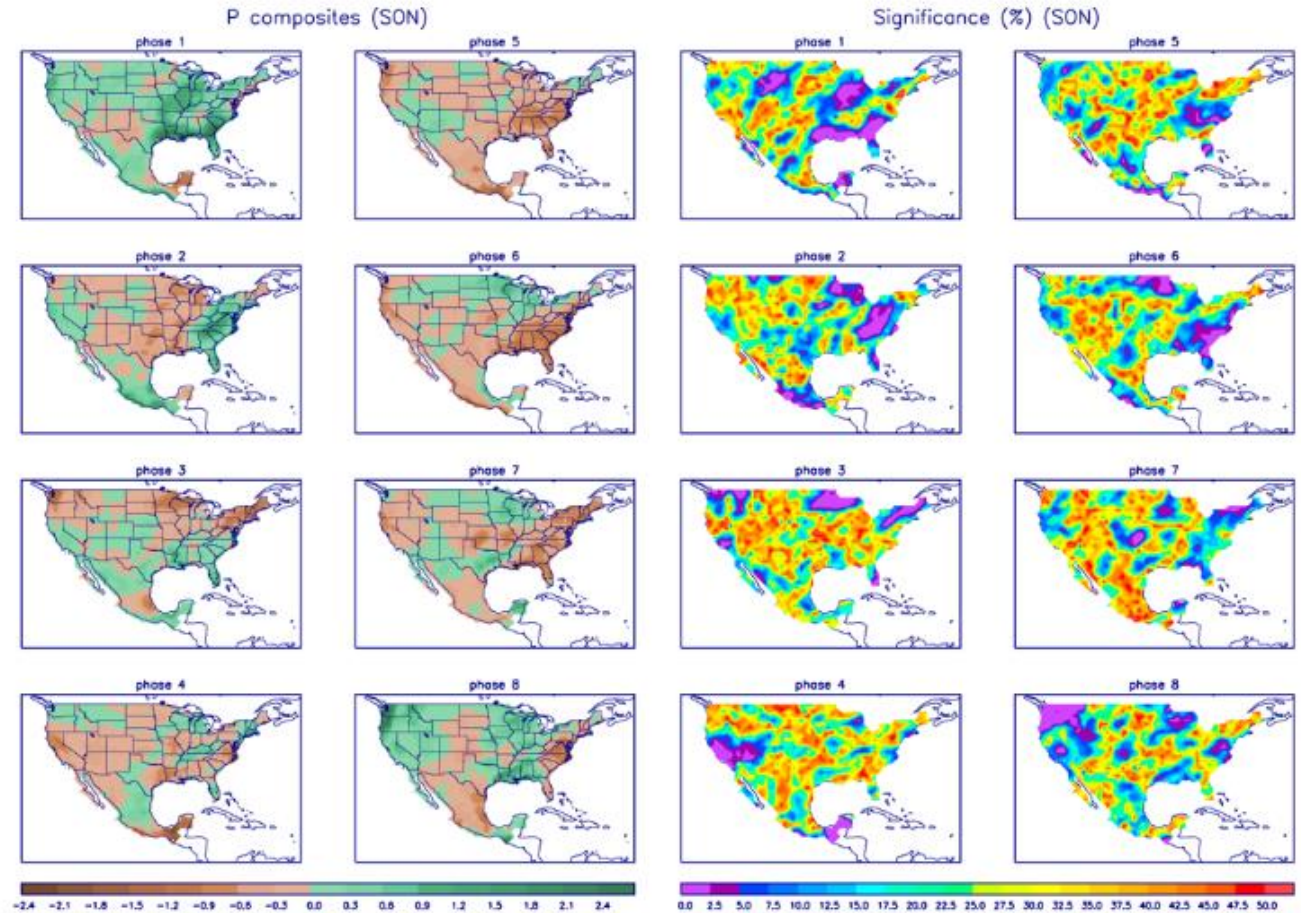 P composites (SON)
Significance (%) (SON)
phase 1
phase 5
phase 1
phase 5
phase 2
phase 6
phase 2
phase 6
phase 3
phase 7
phase 3
phase 7
phase 4
phase 8
phase 4
phase 8
−2.4 −2.1 −1.8 −1.5 −1.2 −0.9 −0.6 −0.3 0.0 0.3 0.6 0.9 1.2 1.5 1.8 2.1 2.4
0.0 2.5 5.0 7.5 10.0 12.5 15.0 17.5 20.0 22.5 25.0 27.5 30.0 32.5 35.0 37.5 40.0 42.5 45.0 47.5 50.0